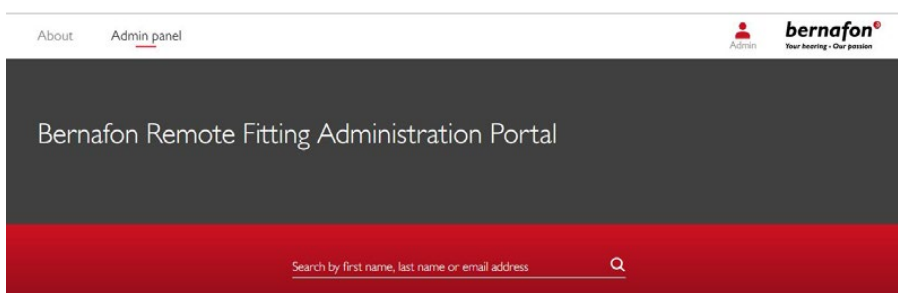 About Admin panel
Admin
bernafon®
Your hearing • Our passion
Bernafon Remote Fitting Administration Portal
Search by first name, last name or email address